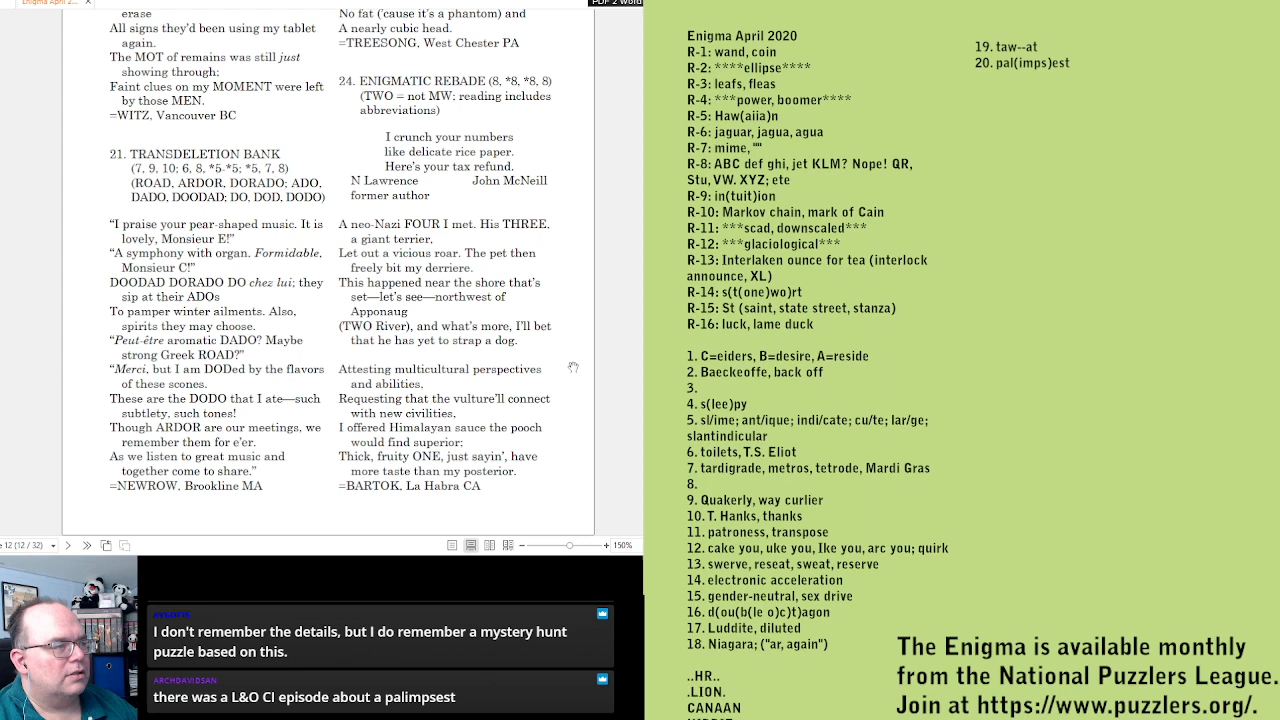 Enigma April 2...
PDF 2 Word
erase
All signs they'd been using my tablet
again.
The MOT of remains was still just
showing through;
Faint clues on my MOMENT were left
by those MEN.
=WITZ, Vancouver BC
21. TRANSDELETION BANK
(7, 9, 10; 6, 8, *5-*5; *5, 7, 8)
(ROAD, ARDOR, DORADO; ADO,
DADO, DOODAD; DO, DOD, DODO)
“I praise your pear-shaped music. It is
lovely, Monsieur E!”
“A symphony with organ. Formidable,
Monsieur C!”
DOODAD DORADO DO chez lui; they
sip at their ADOs
To pamper winter ailments. Also,
spirits they may choose.
“Peut-être aromatic DADO? Maybe
strong Greek ROAD?”
“Merci, but I am DODed by the flavors
of these scones.
These are the DODO that I ate—such
subtlety, such tones!
Though ARDOR are our meetings, we
remember them for e'er.
As we listen to great music and
together come to share.”
=NEWROW, Brookline MA
No fat ('cause it's a phantom) and
A nearly cubic head.
=TREESONG, West Chester PA
24. ENIGMATIC REBADE (8, *8, *8, 8)
(TWO = not MW; reading includes
abbreviations)
I crunch your numbers
like delicate rice paper.
Here's your tax refund.
N Lawrence John McNeill
former author
A neo-Nazi FOUR I met. His THREE,
a giant terrier,
Let out a vicious roar. The pet then
freely bit my derriere.
This happened near the shore that's
set—let's see—northwest of
Apponaug
(TWO River), and what's more, I'll bet
that he has yet to strap a dog.
Attesting multicultural perspectives
and abilities,
Requesting that the vulture'll connect
with new civilities,
I offered Himalayan sauce the pooch
would find superior;
Thick, fruity ONE, just sayin', have
more taste than my posterior.
=BARTOK, La Habra CA
12 (12 / 32)
150%
I don't remember the details, but I do remember a mystery hunt
puzzle based on this.
ARCHDAVIDSAN
there was a L&O CI episode about a palimpsest
Enigma April 2020
R-1: wand, coin
R-2: ****ellipse****
R-3: leafs, fleas
R-4: ***power, boomer****
R-5: Haw(aiia)n
R-6: jaguar, jagua, agua
R-7: mime, ""
R-8: ABC def ghi, jet KLM? Nope! QR,
Stu, VW. XYZ; ete
R-9: in(tuit)ion
R-10: Markov chain, mark of Cain
R-11: ***scad, downscaled***
R-12: ***glaciological***
R-13: Interlaken ounce for tea (interlock
announce, XL)
R-14: s(t(one)wo)rt
R-15: St (saint, state street, stanza)
R-16: luck, lame duck
1. C=eiders, B=desire, A=reside
2. Baeckeoffe, back off
3.
4. s(lee)py
5. sl/ime; ant/ique; indi/cate; cu/te; lar/ge;
slantindicular
6. toilets, T.S. Eliot
7. tardigrade, metros, tetrode, Mardi Gras
8.
9. Quakerly, way curlier
10. T. Hanks, thanks
11. patroness, transpose
12. cake you, uke you, Ike you, arc you; quirk
13. swerve, reseat, sweat, reserve
14. electronic acceleration
15. gender-neutral, sex drive
16. d(ou(b(le o)c)t)agon
17. Luddite, diluted
18. Niagara; ("ar, again")
..HR..
.LION.
CANAAN
19. taw--at
20. pal(imps)est
The Enigma is available monthly
from the National Puzzlers League.
Join at https://www.puzzlers.org/.